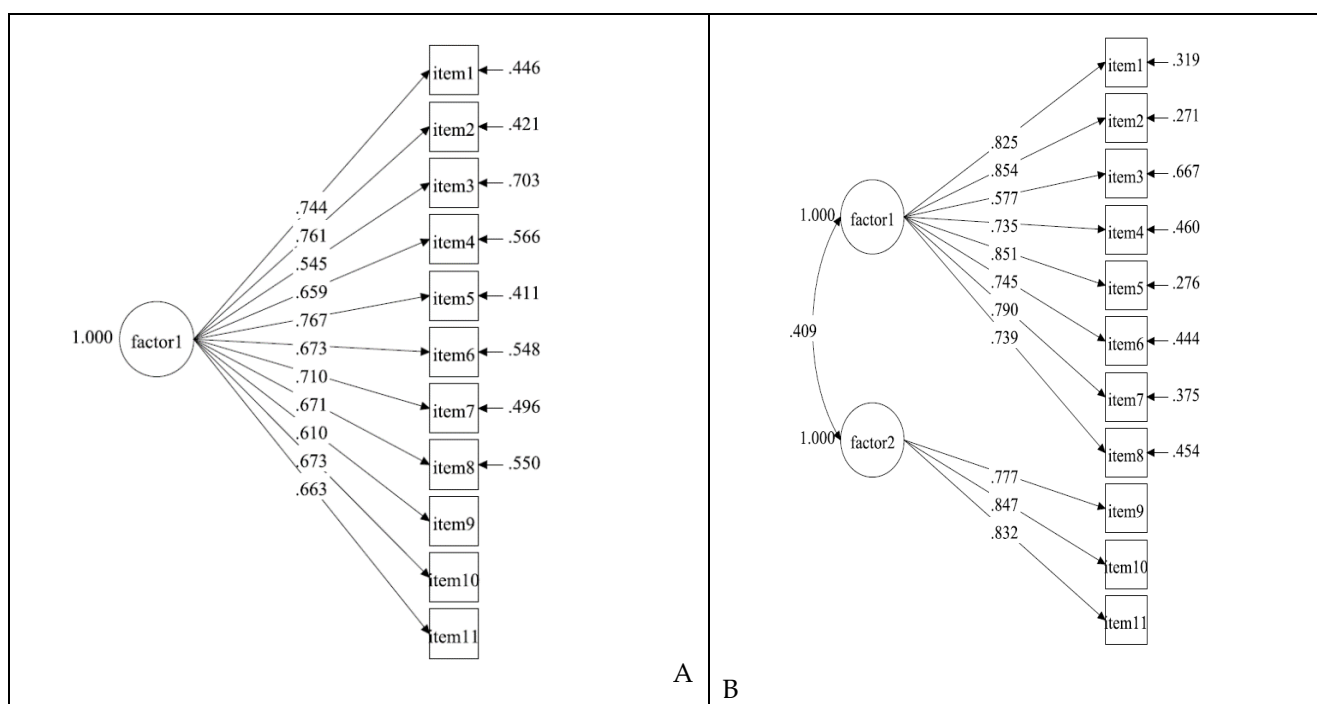 item1 .446
item2 .421
item3 .703
.744
item4 .566
.761
.545
.659
item5 .411
.767
1.000 factor1
.673
item6 .548
.710
.671
item7 .496
.610
.673
item8 .550
.663
item9
item10
item11
A
item1 .319
item2 .271
.825
.854
item3 .667
.577
1.000 factor1
.735
item4 .460
.851
.745
item5 .276
.790
.739
.409
item6 .444
item7 .375
1.000 factor2
item8 .454
.777
.847
item9
.832
item10
item11
B